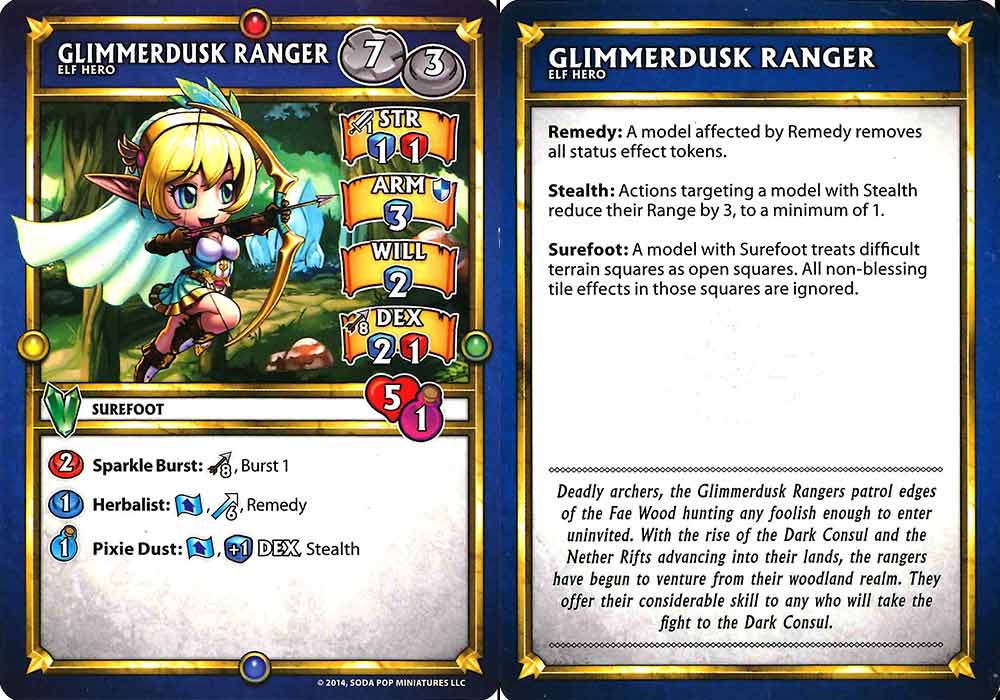 GLIMMERDUSK RANGER
ELF HERO
7
3
STR
1 1
ARM
3
WILL
2
8 DEX
2 1
SUREFOOT
5
1
2 Sparkle Burst: 8, Burst 1
1 Herbalist: , 6, Remedy
1 Pixie Dust: , +1 DEX, Stealth
© 2014, SODA POP MINIATURES LLC
GLIMMERDUSK RANGER
ELF HERO
Remedy: A model affected by Remedy removes
all status effect tokens.
Stealth: Actions targeting a model with Stealth
reduce their Range by 3, to a minimum of 1.
Surefoot: A model with Surefoot treats difficult
terrain squares as open squares. All non-blessing
tile effects in those squares are ignored.
Deadly archers, the Glimmerdusk Rangers patrol edges
of the Fae Wood hunting any foolish enough to enter
uninvited. With the rise of the Dark Consul and the
Nether Rifts advancing into their lands, the rangers
have begun to venture from their woodland realm. They
offer their considerable skill to any who will take the
fight to the Dark Consul.